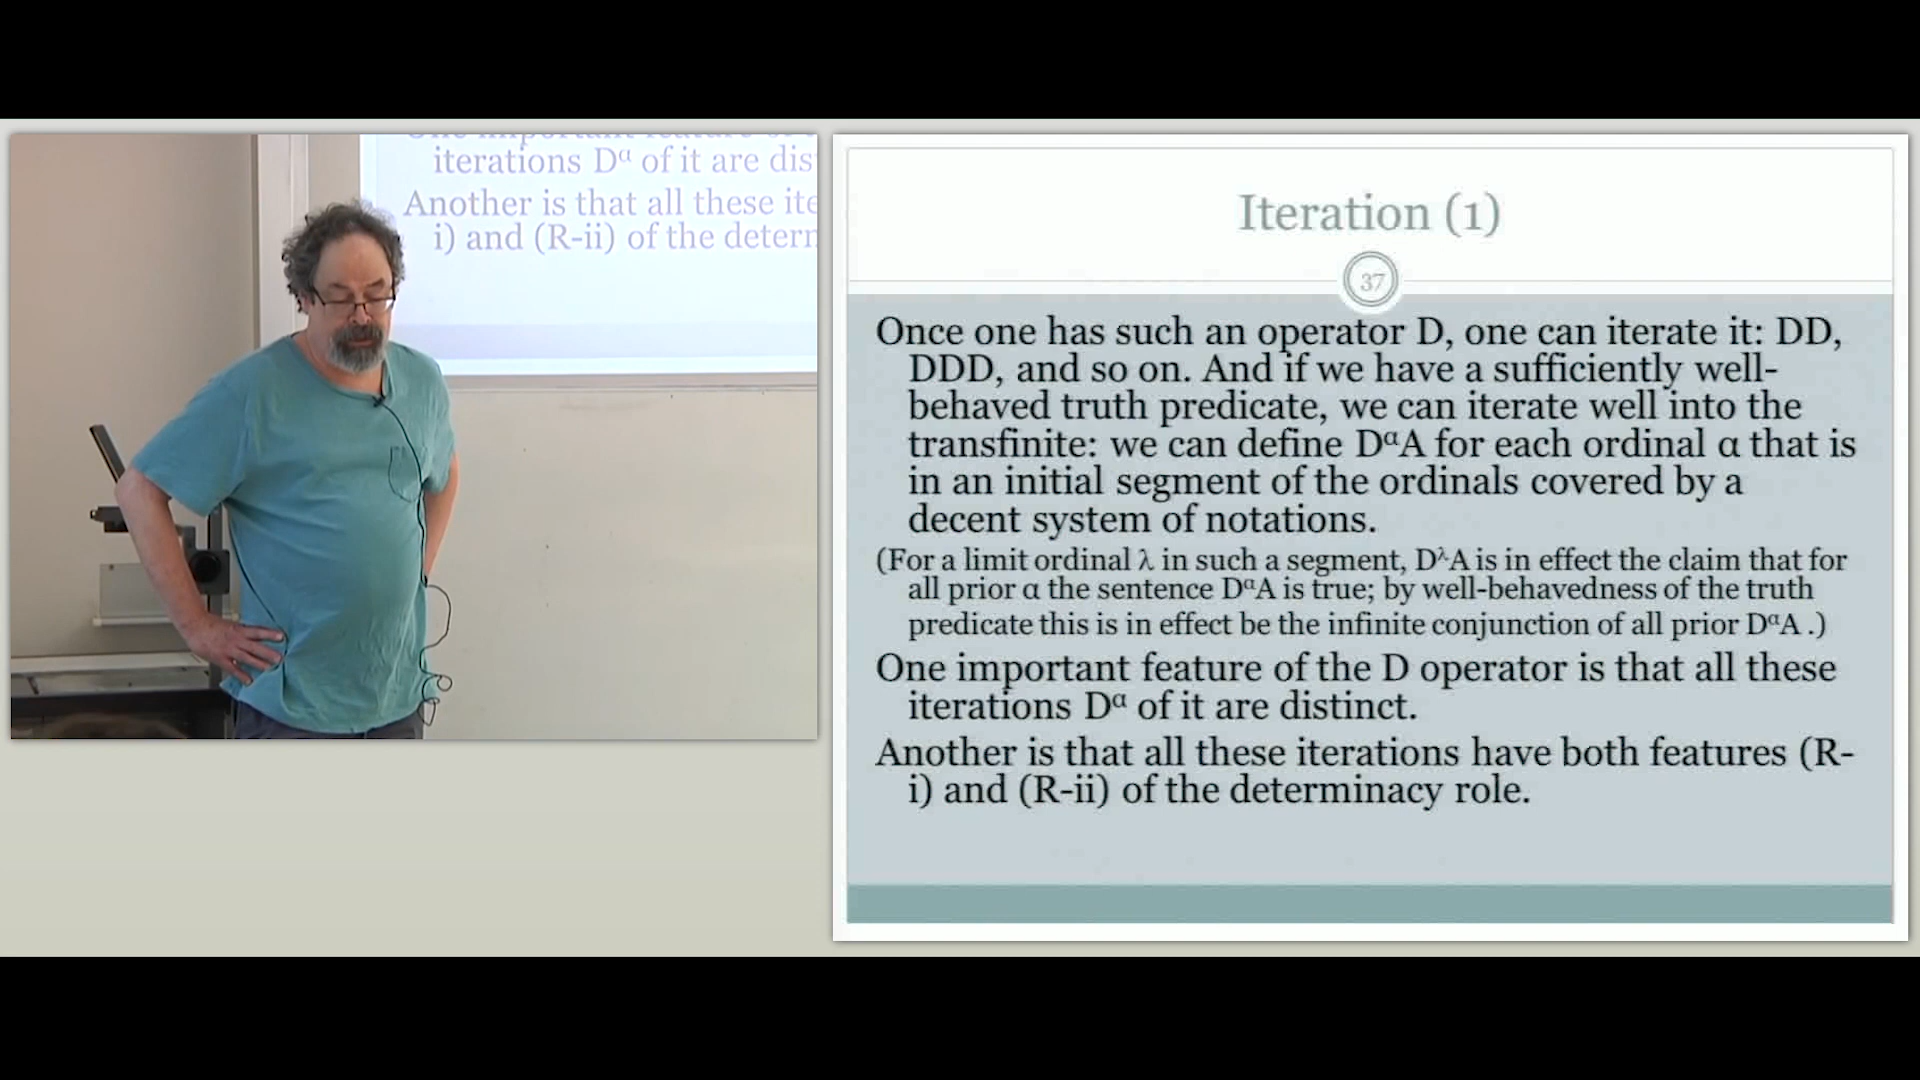 iterations Dᵅ of it are dis
Another is that all these ite
i) and (R-ii) of the deter
Iteration (1)
37
Once one has such an operator D, one can iterate it: DD,
DDD, and so on. And if we have a sufficiently well-
behaved truth predicate, we can iterate well into the
transfinite: we can define DᵅA for each ordinal α that is
in an initial segment of the ordinals covered by a
decent system of notations.
(For a limit ordinal λ in such a segment, D^λA is in effect the claim that for
all prior α the sentence DᵅA is true; by well-behavedness of the truth
predicate this is in effect be the infinite conjunction of all prior DᵅA .)
One important feature of the D operator is that all these
iterations Dᵅ of it are distinct.
Another is that all these iterations have both features (R-
i) and (R-ii) of the determinacy role.